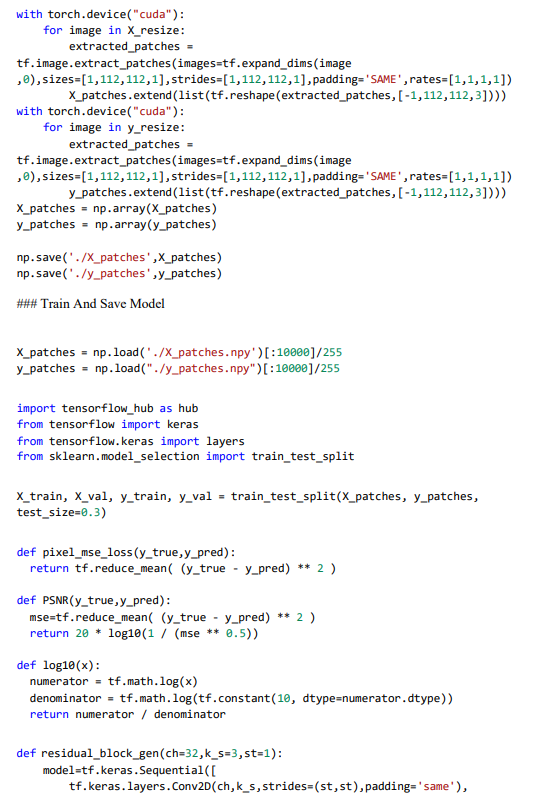 with torch.device("cuda"):
    for image in X_resize:
        extracted_patches =
tf.image.extract_patches(images=tf.expand_dims(image
,0),sizes=[1,112,112,1],strides=[1,112,112,1],padding='SAME',rates=[1,1,1,1])
        X_patches.extend(list(tf.reshape(extracted_patches,[-1,112,112,3])))
with torch.device("cuda"):
    for image in y_resize:
        extracted_patches =
tf.image.extract_patches(images=tf.expand_dims(image
,0),sizes=[1,112,112,1],strides=[1,112,112,1],padding='SAME',rates=[1,1,1,1])
        y_patches.extend(list(tf.reshape(extracted_patches,[-1,112,112,3])))
X_patches = np.array(X_patches)
y_patches = np.array(y_patches)

np.save('./X_patches',X_patches)
np.save('./y_patches',y_patches)

### Train And Save Model

X_patches = np.load('./X_patches.npy')[:10000]/255
y_patches = np.load("./y_patches.npy")[:10000]/255

import tensorflow_hub as hub
from tensorflow import keras
from tensorflow.keras import layers
from sklearn.model_selection import train_test_split

X_train, X_val, y_train, y_val = train_test_split(X_patches, y_patches,
test_size=0.3)

def pixel_mse_loss(y_true,y_pred):
  return tf.reduce_mean( (y_true - y_pred) ** 2 )

def PSNR(y_true,y_pred):
  mse=tf.reduce_mean( (y_true - y_pred) ** 2 )
  return 20 * log10(1 / (mse ** 0.5))

def log10(x):
  numerator = tf.math.log(x)
  denominator = tf.math.log(tf.constant(10, dtype=numerator.dtype))
  return numerator / denominator

def residual_block_gen(ch=32,k_s=3,st=1):
    model=tf.keras.Sequential([
        tf.keras.layers.Conv2D(ch,k_s,strides=(st,st),padding='same'),